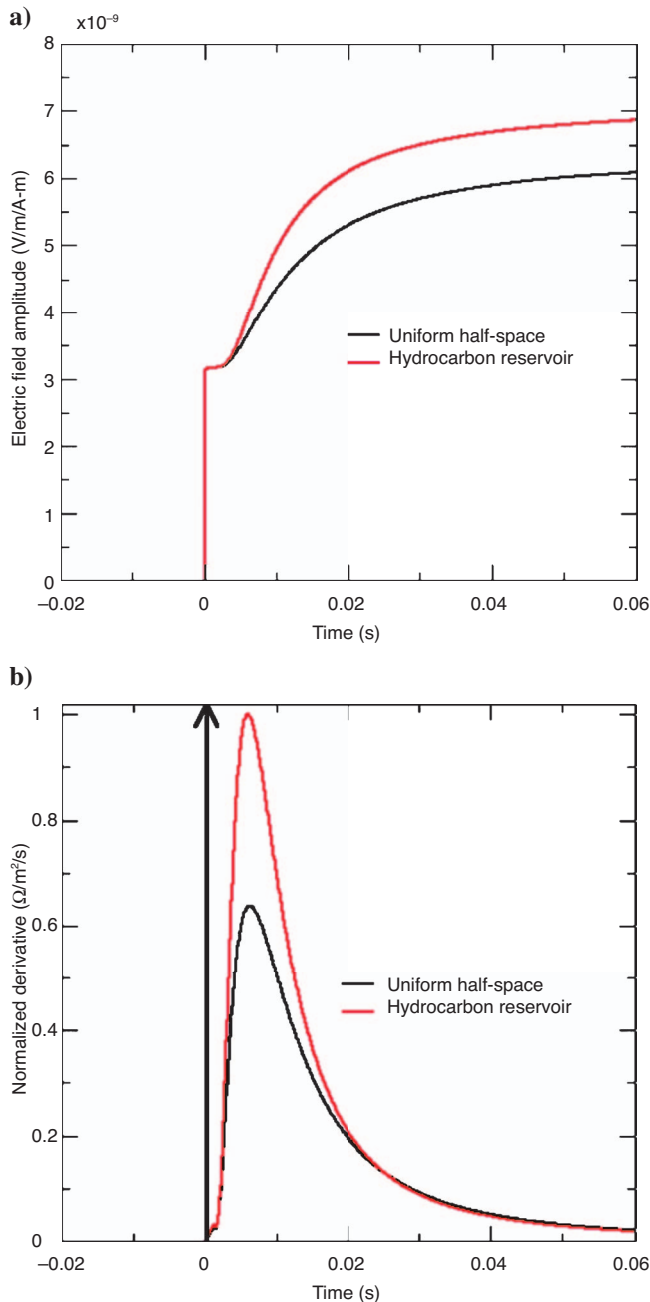 a)
x10⁻⁹
8
7
6
5
4
3
2
1
0
Electric field amplitude (V/m/A-m)
Uniform half-space
Hydrocarbon reservoir
−0.02
0
0.02
0.04
0.06
Time (s)
b)
1
0.8
0.6
0.4
0.2
0
Normalized derivative (Ω/m²/s)
Uniform half-space
Hydrocarbon reservoir
−0.02
0
0.02
0.04
0.06
Time (s)